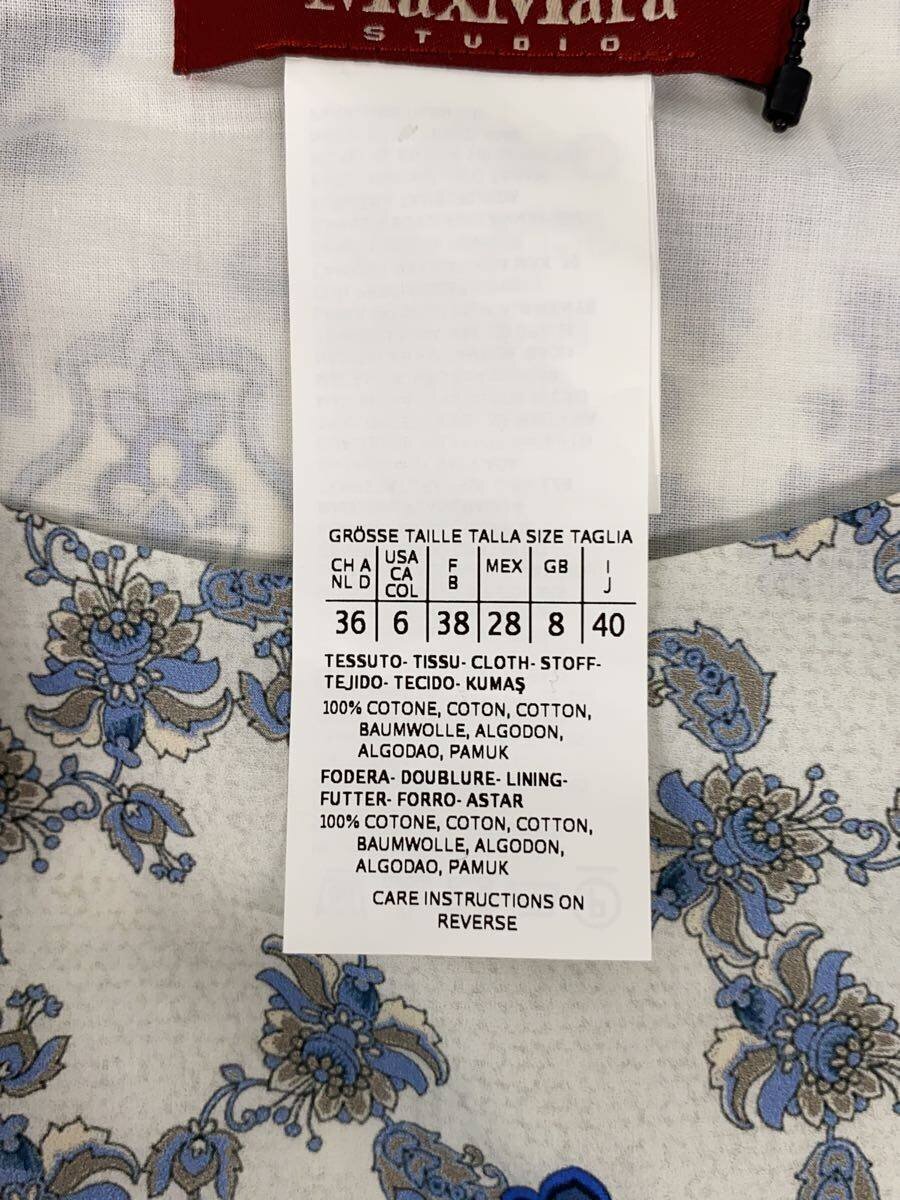 MaxMara
STUDIO
GRÖSSE TAILLE TALLA SIZE TAGLIA
CH A NL D | USA CA COL | F B | MEX | GB | I J
36 | 6 | 38 | 28 | 8 | 40
TESSUTO- TISSU- CLOTH- STOFF-
TEJIDO- TECIDO- KUMAŞ
100% COTONE, COTON, COTTON,
BAUMWOLLE, ALGODON,
ALGODAO, PAMUK
FODERA- DOUBLURE- LINING-
FUTTER- FORRO- ASTAR
100% COTONE, COTON, COTTON,
BAUMWOLLE, ALGODON,
ALGODAO, PAMUK
CARE INSTRUCTIONS ON
REVERSE